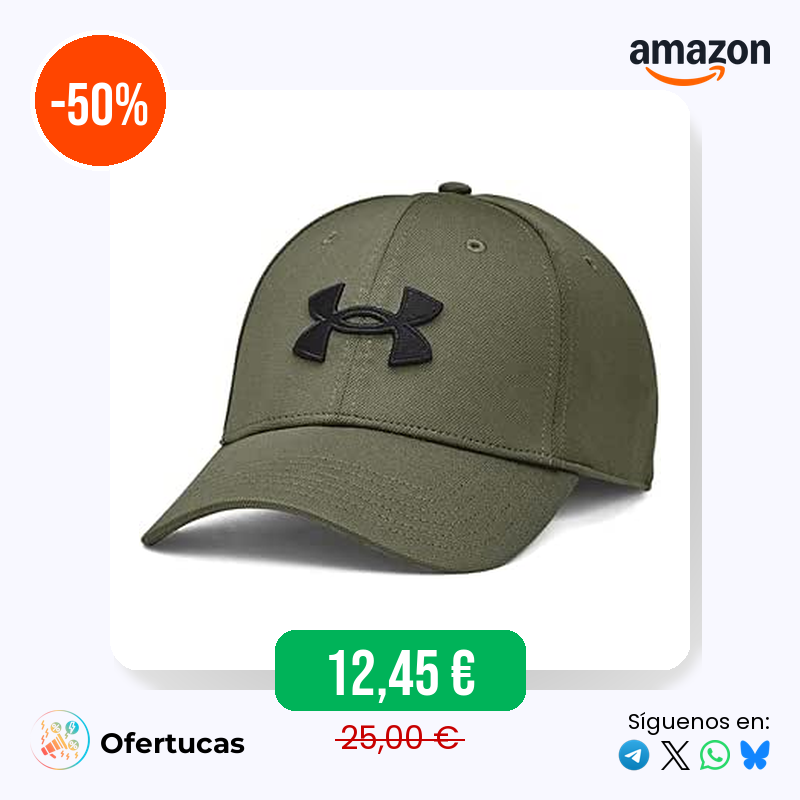 -50%
amazon
12,45 €
25,00 €
Ofertucas
Síguenos en: